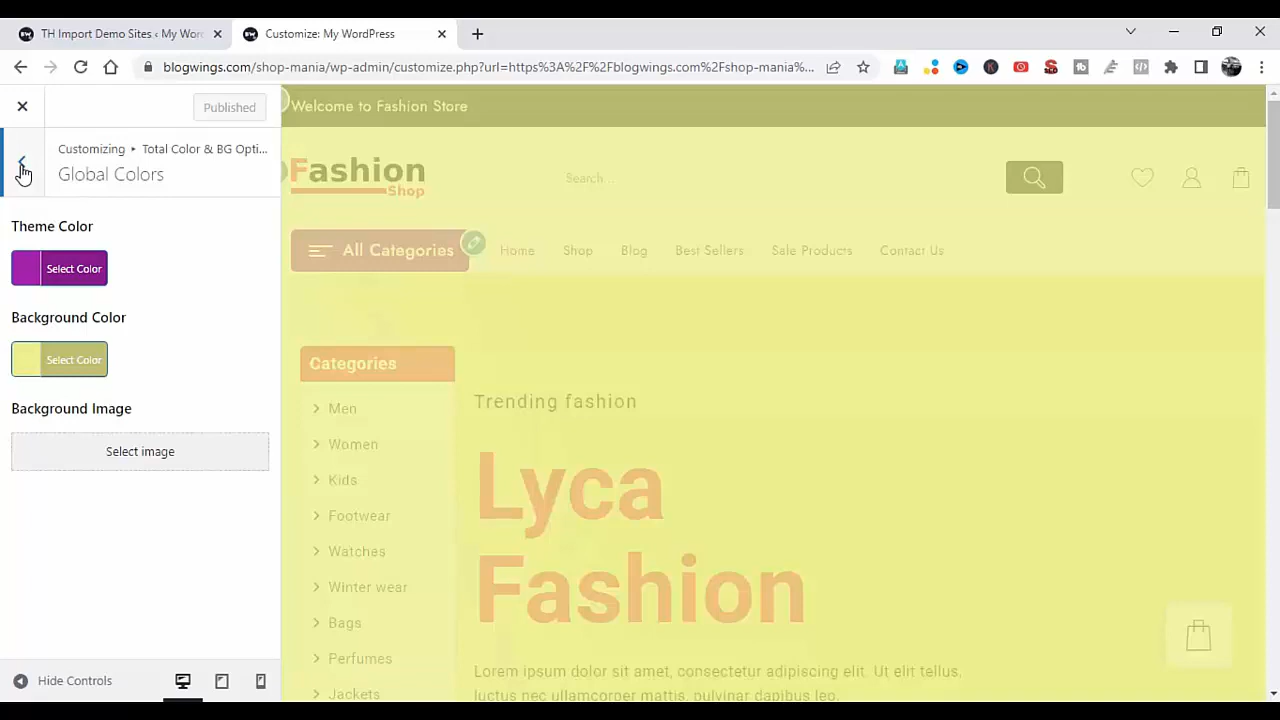 TH Import Demo Sites ‹ My Wor
Customize: My WordPress
blogwings.com/shop-mania/wp-admin/customize.php?url=https%3A%2F%2Fblogwings.com%2Fshop-mania%...
Published
Customizing ▸ Total Color & BG Opti...
Global Colors
Theme Color
Select Color
Background Color
Select Color
Background Image
Select image
Hide Controls
Welcome to Fashion Store
Fashion
Shop
Search...
All Categories
Home
Shop
Blog
Best Sellers
Sale Products
Contact Us
Categories
Men
Women
Kids
Footwear
Watches
Winter wear
Bags
Perfumes
Jackets
Trending fashion
Lyca
Fashion
Lorem ipsum dolor sit amet, consectetur adipiscing elit. Ut elit tellus,
luctus nec ullamcorper mattis, pulvinar dapibus leo.